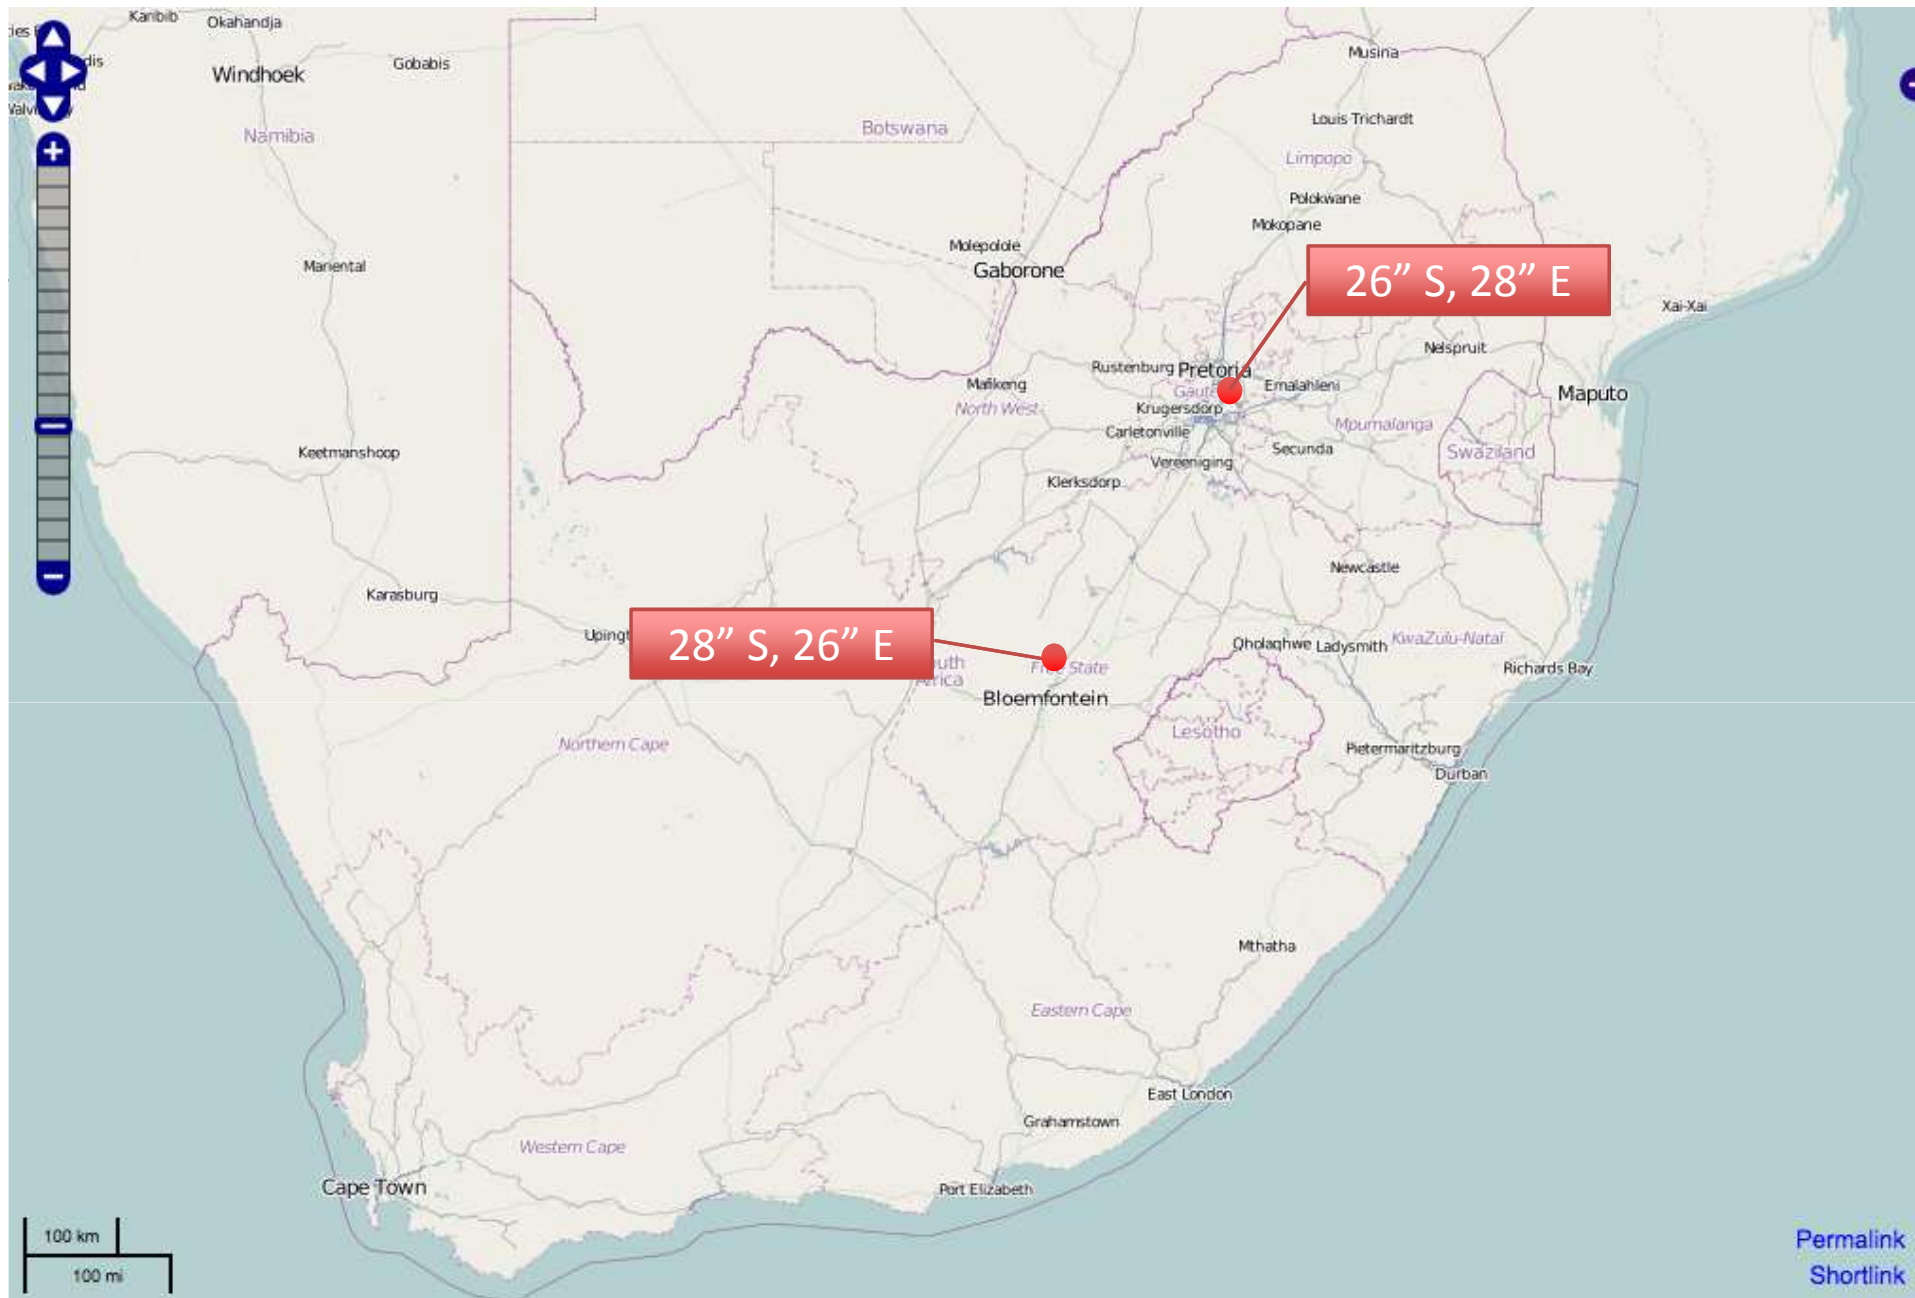 Karibib
Okahandja
Windhoek
Gobabis
Musina
Namibia
Botswana
Louis Trichardt
Limpopo
Polokwane
Mokopane
Molepolole
Gaborone
Mariental
26” S, 28” E
Xai-Xai
Nelspruit
Rustenburg
Pretoria
Mafikeng
Emalahleni
Maputo
North West
Krugersdorp
Mpumalanga
Carletonville
Keetmanshoop
Vereeniging
Secunda
Swaziland
Klerksdorp
Newcastle
Karasburg
28” S, 26” E
Qholaqhwe
Ladysmith
KwaZulu-Natal
Richards Bay
Bloemfontein
Northern Cape
Lesotho
Pietermaritzburg
Durban
Mthatha
Eastern Cape
East London
Grahamstown
Western Cape
Cape Town
Port Elizabeth
100 km
100 mi
Permalink
Shortlink